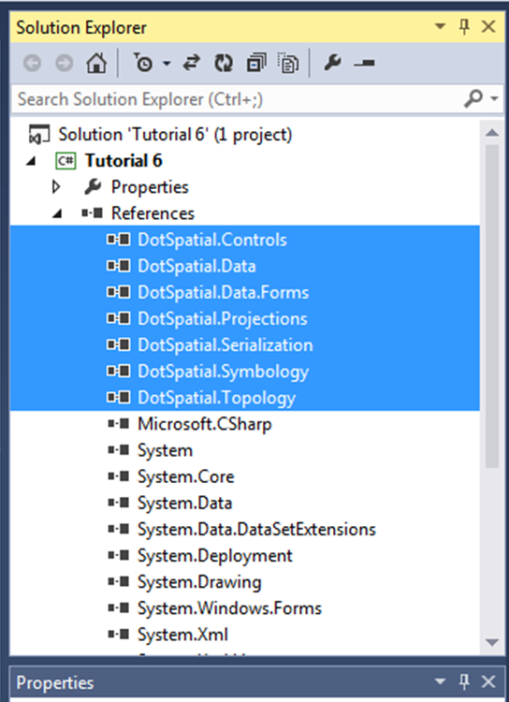 Solution Explorer
Search Solution Explorer (Ctrl+;)
Solution 'Tutorial 6' (1 project)
C# Tutorial 6
Properties
References
DotSpatial.Controls
DotSpatial.Data
DotSpatial.Data.Forms
DotSpatial.Projections
DotSpatial.Serialization
DotSpatial.Symbology
DotSpatial.Topology
Microsoft.CSharp
System
System.Core
System.Data
System.Data.DataSetExtensions
System.Deployment
System.Drawing
System.Windows.Forms
System.Xml
Properties